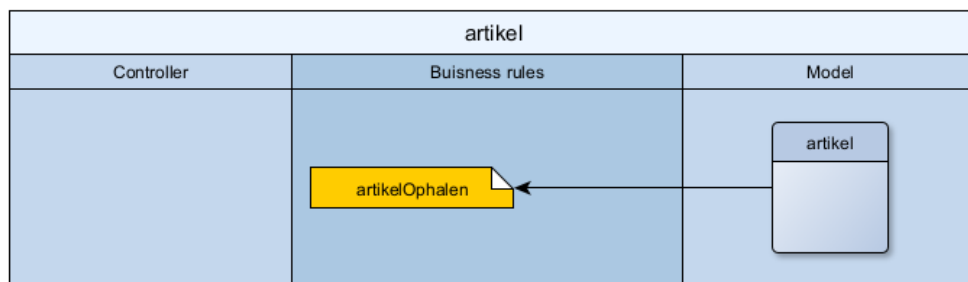 artikel
Controller
Buisness rules
Model
artikel
artikelOphalen